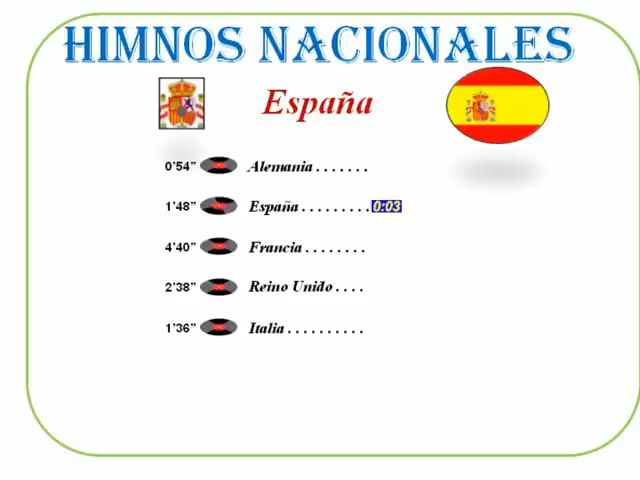 HIMNOS NACIONALES
España
0'54" Alemania . . . . . . .
1'48" España . . . . . . . . . 0:03
4'40" Francia . . . . . . . .
2'38" Reino Unido . . . .
1'36" Italia . . . . . . . . . .